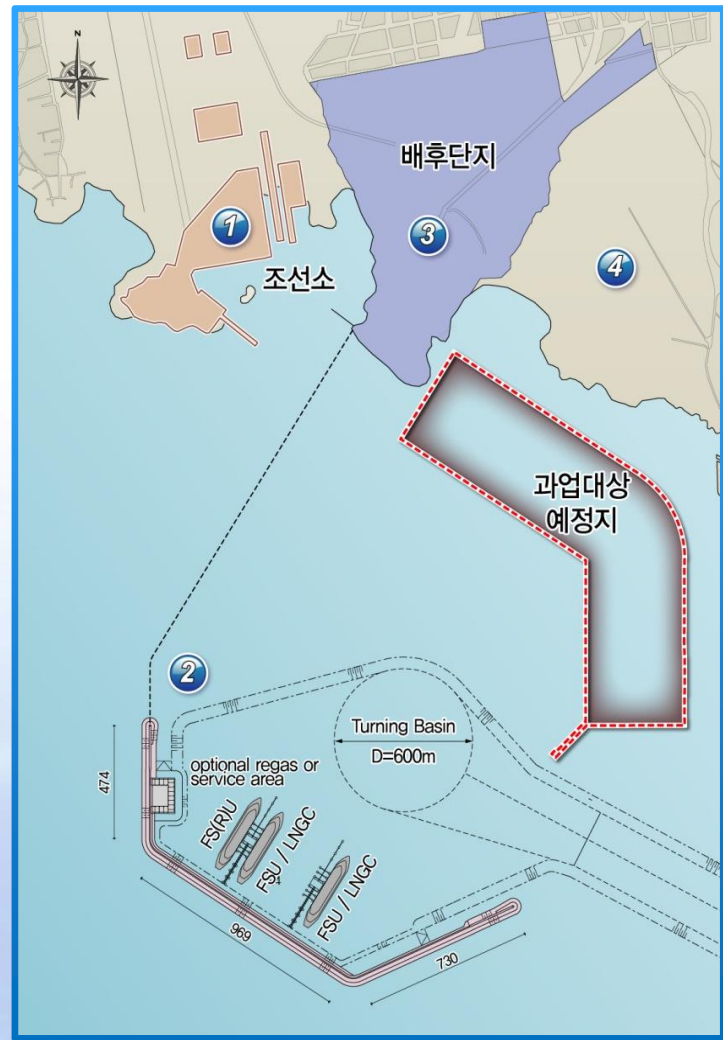 N
배후단지
1
3
4
조선소
과업대상
예정지
2
Turning Basin
D=600m
optional regas or
service area
474
FS(R)U
FSU / LNGC
FSU / LNGC
969
730